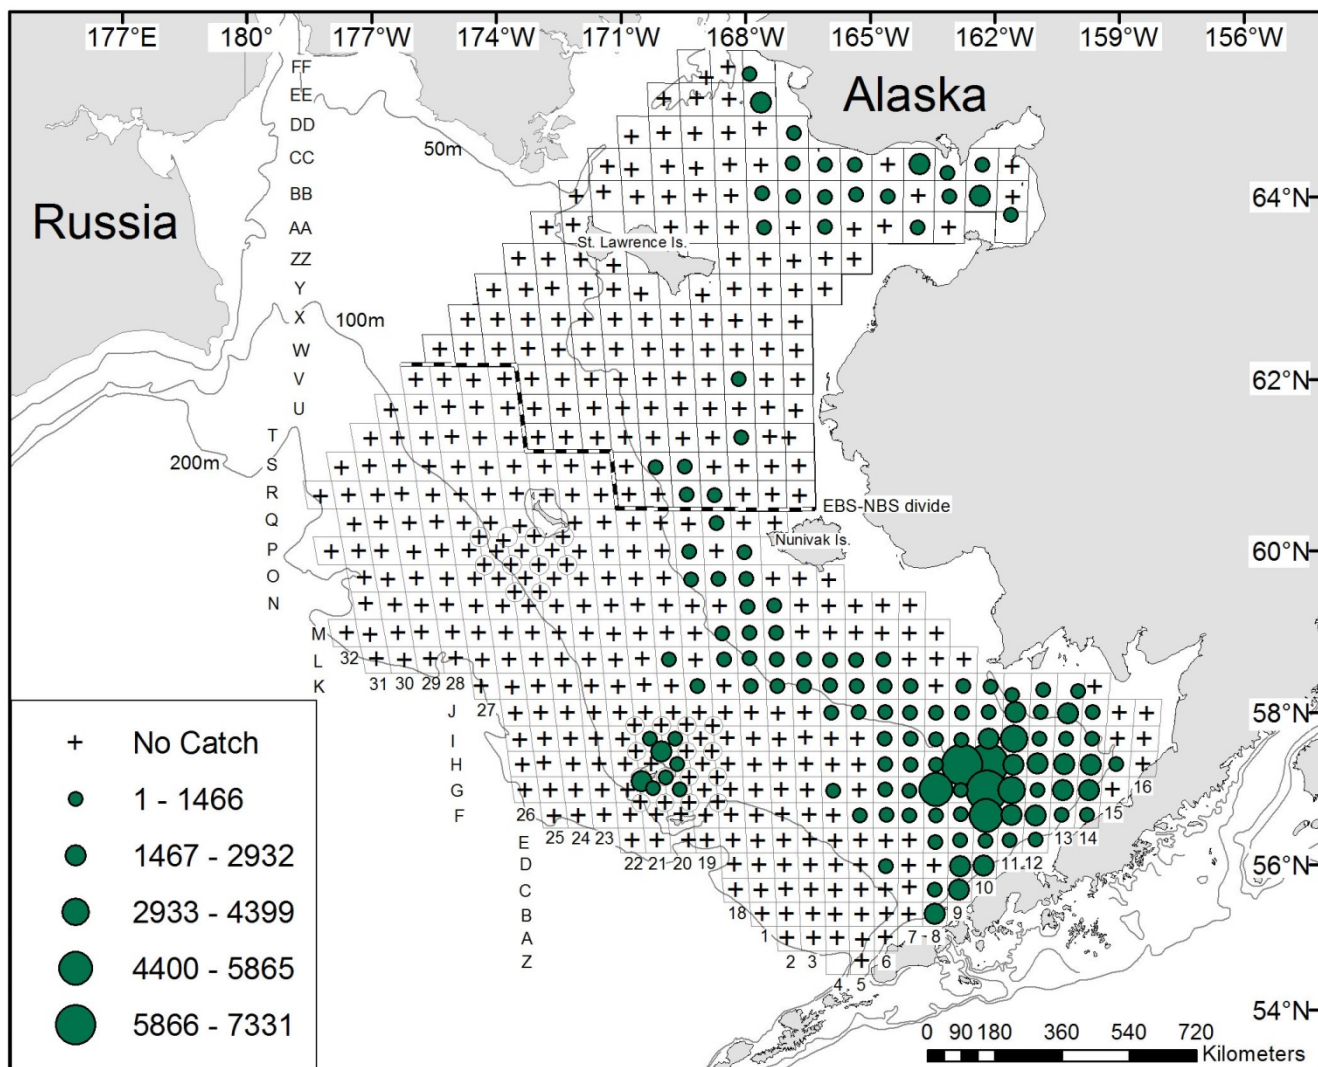 177°E 180° 177°W 174°W 171°W 168°W 165°W 162°W 159°W 156°W
FF
EE
Alaska
DD
50m
CC
BB
64°N
Russia
AA
St. Lawrence Is.
ZZ
Y
X
100m
W
V
62°N
U
T
200m
S
R
EBS-NBS divide
Q
Nunivak Is.
P
60°N
O
N
M
L
32
K
31 30 29 28
27
J
58°N
I
H
G
16
F
26
25 24 23
15
13 14
E
22 21 20 19
11 12
D
56°N
C
10
B
18
9
A
1
7 8
Z
2 3
6
4 5
54°N
No Catch
1 - 1466
1467 - 2932
2933 - 4399
4400 - 5865
5866 - 7331
0 90 180 360 540 720
Kilometers